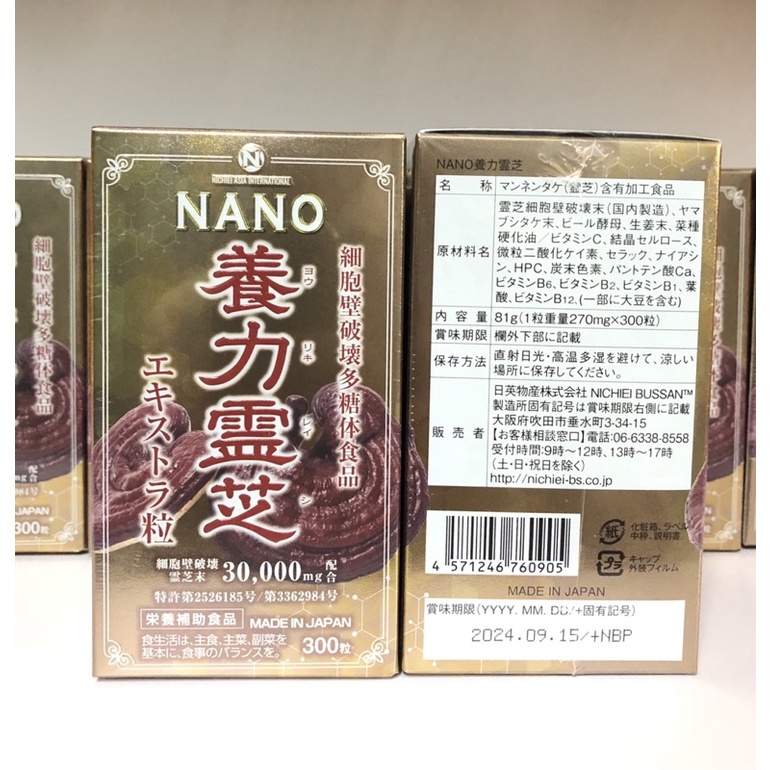 NICHIEI ASIA INTERNATIONAL
NANO
養力霊芝
ヨウ リキ レイ シ
細胞壁破壊多糖体食品
エキストラ粒
細胞壁破壊
霊芝末 30,000mg 配合
特許第2526185号/第3362984号
栄養補助食品 MADE IN JAPAN
食生活は、主食、主菜、副菜を
基本に、食事のバランスを。
300粒
NANO養力霊芝
名 称 マンネンタケ(霊芝)含有加工食品
原材料名 霊芝細胞壁破壊末(国内製造)、ヤマ
ブシタケ末、ビール酵母、生姜末、菜種
硬化油/ビタミンC、結晶セルロース、
微粒二酸化ケイ素、セラック、ナイアシ
ン、HPC、炭末色素、パントテン酸Ca、
ビタミンB6、ビタミンB2、ビタミンB1、葉
酸、ビタミンB12、(一部に大豆を含む)
内 容 量 81g(1粒重量270mg×300粒)
賞味期限 欄外下部に記載
保存方法 直射日光・高温多湿を避けて、涼しい
場所に保存してください。
販 売 者 日英物産株式会社 NICHIEI BUSSAN™
製造所固有記号は賞味期限右側に記載
大阪府吹田市垂水町3-34-15
【お客様相談窓口】電話:06-6338-8558
受付時間:9時〜12時、13時〜17時
(土・日・祝日を除く)
http://nichiei-bs.co.jp
4 571246 760905
紙 化粧箱、ラベル
中枠、説明書
プラ キャップ
外装フィルム
MADE IN JAPAN
賞味期限(YYYY. MM. DD/+固有記号)
2024.09.15/+NBP
細胞壁破壊多糖体食品
配合
JAPAN
300粒